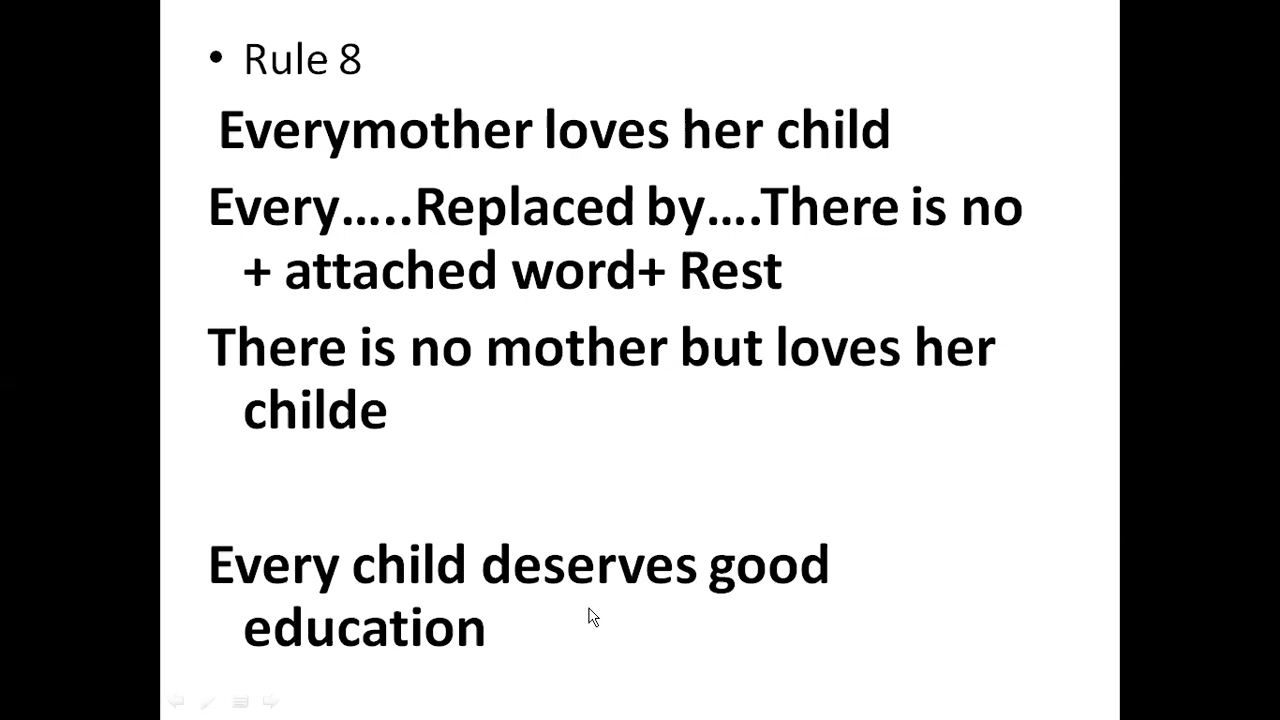 • Rule 8
Everymother loves her child
Every…..Replaced by….There is no
+ attached word+ Rest
There is no mother but loves her
childe
Every child deserves good
education